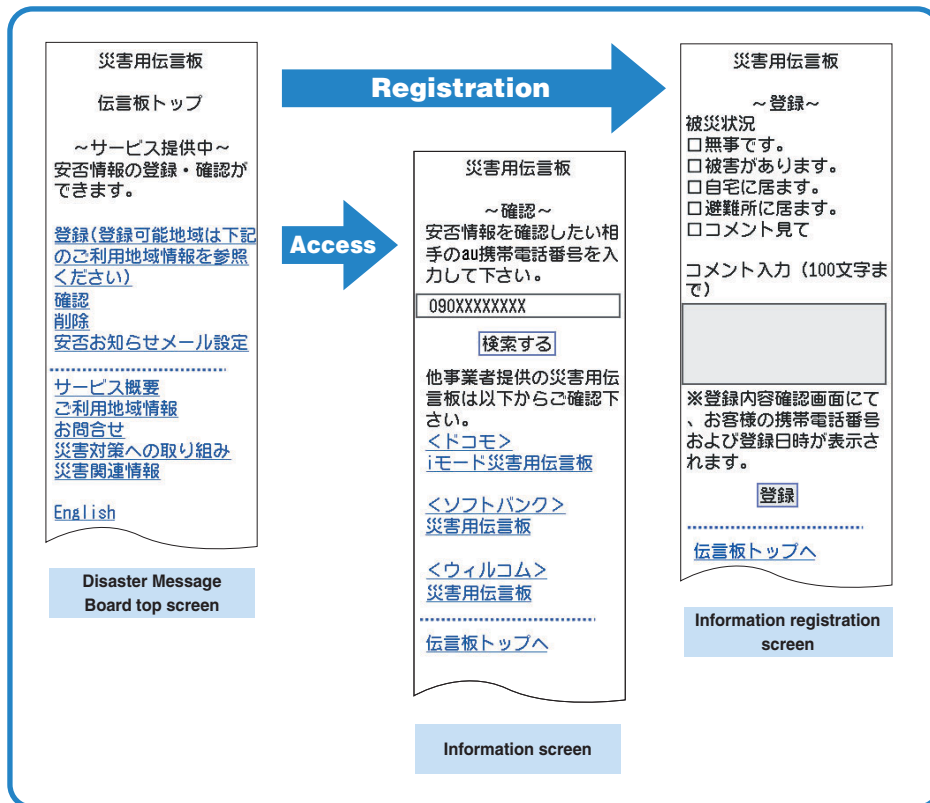 災害用伝言板
伝言板トップ
～サービス提供中～
安否情報の登録・確認が
できます。
登録(登録可能地域は下記
のご利用地域情報を参照
ください)
確認
削除
安否お知らせメール設定
サービス概要
ご利用地域情報
お問合せ
災害対策への取り組み
災害関連情報
English
Disaster Message
Board top screen
Registration
Access
災害用伝言板
～確認～
安否情報を確認したい相
手のau携帯電話番号を入
力して下さい。
090XXXXXXXX
検索する
他事業者提供の災害用伝
言板は以下からご確認下
さい。
<ドコモ>
iモード災害用伝言板
<ソフトバンク>
災害用伝言板
<ウィルコム>
災害用伝言板
伝言板トップへ
Information screen
災害用伝言板
～登録～
被災状況
□無事です。
□被害があります。
□自宅に居ます。
□避難所に居ます。
□コメント見て
コメント入力（100文字ま
で）
※登録内容確認画面にて
、お客様の携帯電話番号
および登録日時が表示さ
れます。
登録
伝言板トップへ
Information registration
screen